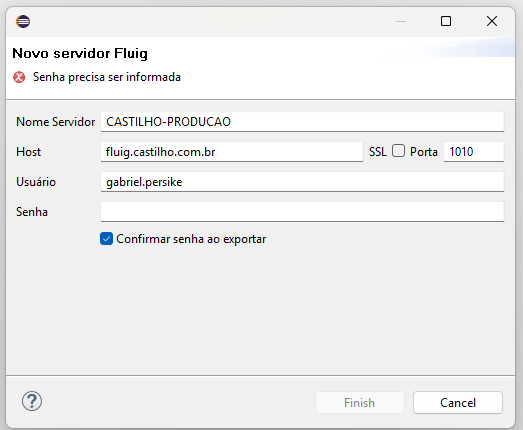 Novo servidor Fluig
Senha precisa ser informada
Nome Servidor CASTILHO-PRODUCAO
Host fluig.castilho.com.br SSL Porta 1010
Usuário gabriel.persike
Senha
Confirmar senha ao exportar
? Finish Cancel